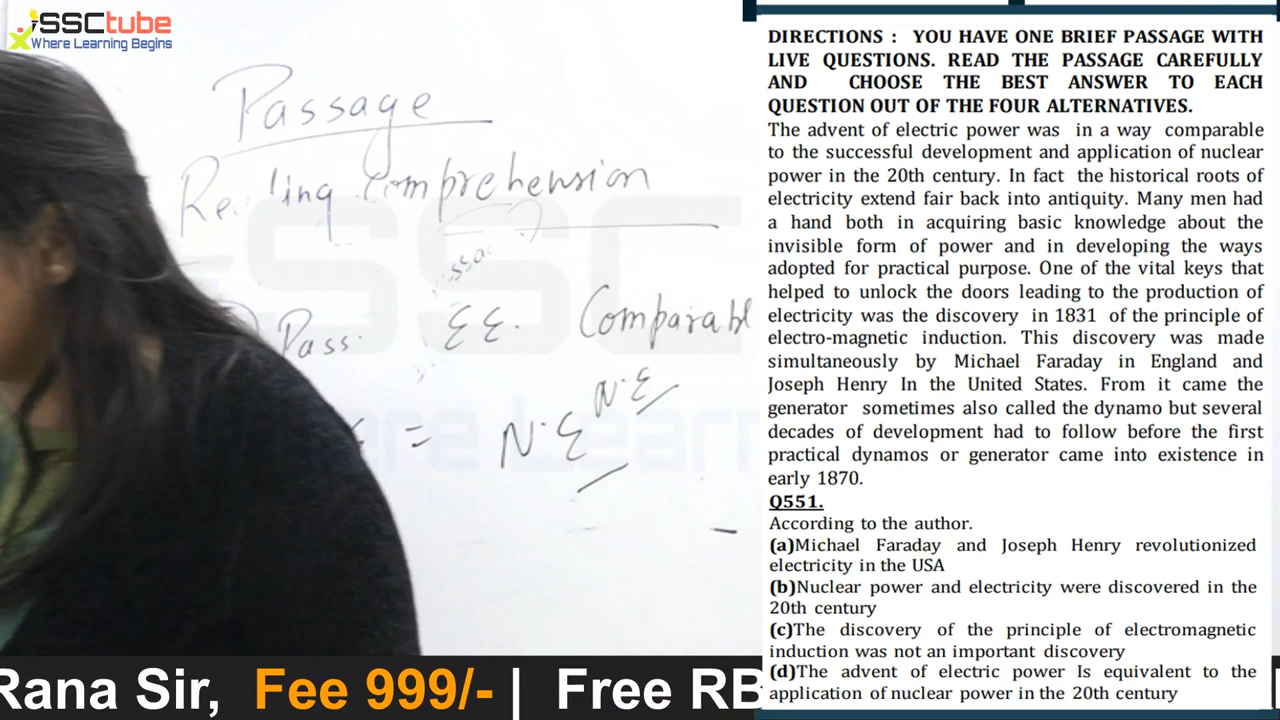 SSCtube
Where Learning Begins
Passage
Reading Comprehension
Pass.
Comparable
=
N·E
N·E
DIRECTIONS : YOU HAVE ONE BRIEF PASSAGE WITH
LIVE QUESTIONS. READ THE PASSAGE CAREFULLY
AND CHOOSE THE BEST ANSWER TO EACH
QUESTION OUT OF THE FOUR ALTERNATIVES.
The advent of electric power was in a way comparable
to the successful development and application of nuclear
power in the 20th century. In fact the historical roots of
electricity extend fair back into antiquity. Many men had
a hand both in acquiring basic knowledge about the
invisible form of power and in developing the ways
adopted for practical purpose. One of the vital keys that
helped to unlock the doors leading to the production of
electricity was the discovery in 1831 of the principle of
electro-magnetic induction. This discovery was made
simultaneously by Michael Faraday in England and
Joseph Henry In the United States. From it came the
generator sometimes also called the dynamo but several
decades of development had to follow before the first
practical dynamos or generator came into existence in
early 1870.
Q551.
According to the author.
(a)Michael Faraday and Joseph Henry revolutionized
electricity in the USA
(b)Nuclear power and electricity were discovered in the
20th century
(c)The discovery of the principle of electromagnetic
induction was not an important discovery
(d)The advent of electric power Is equivalent to the
application of nuclear power in the 20th century
Rana Sir, Fee 999/- | Free RB